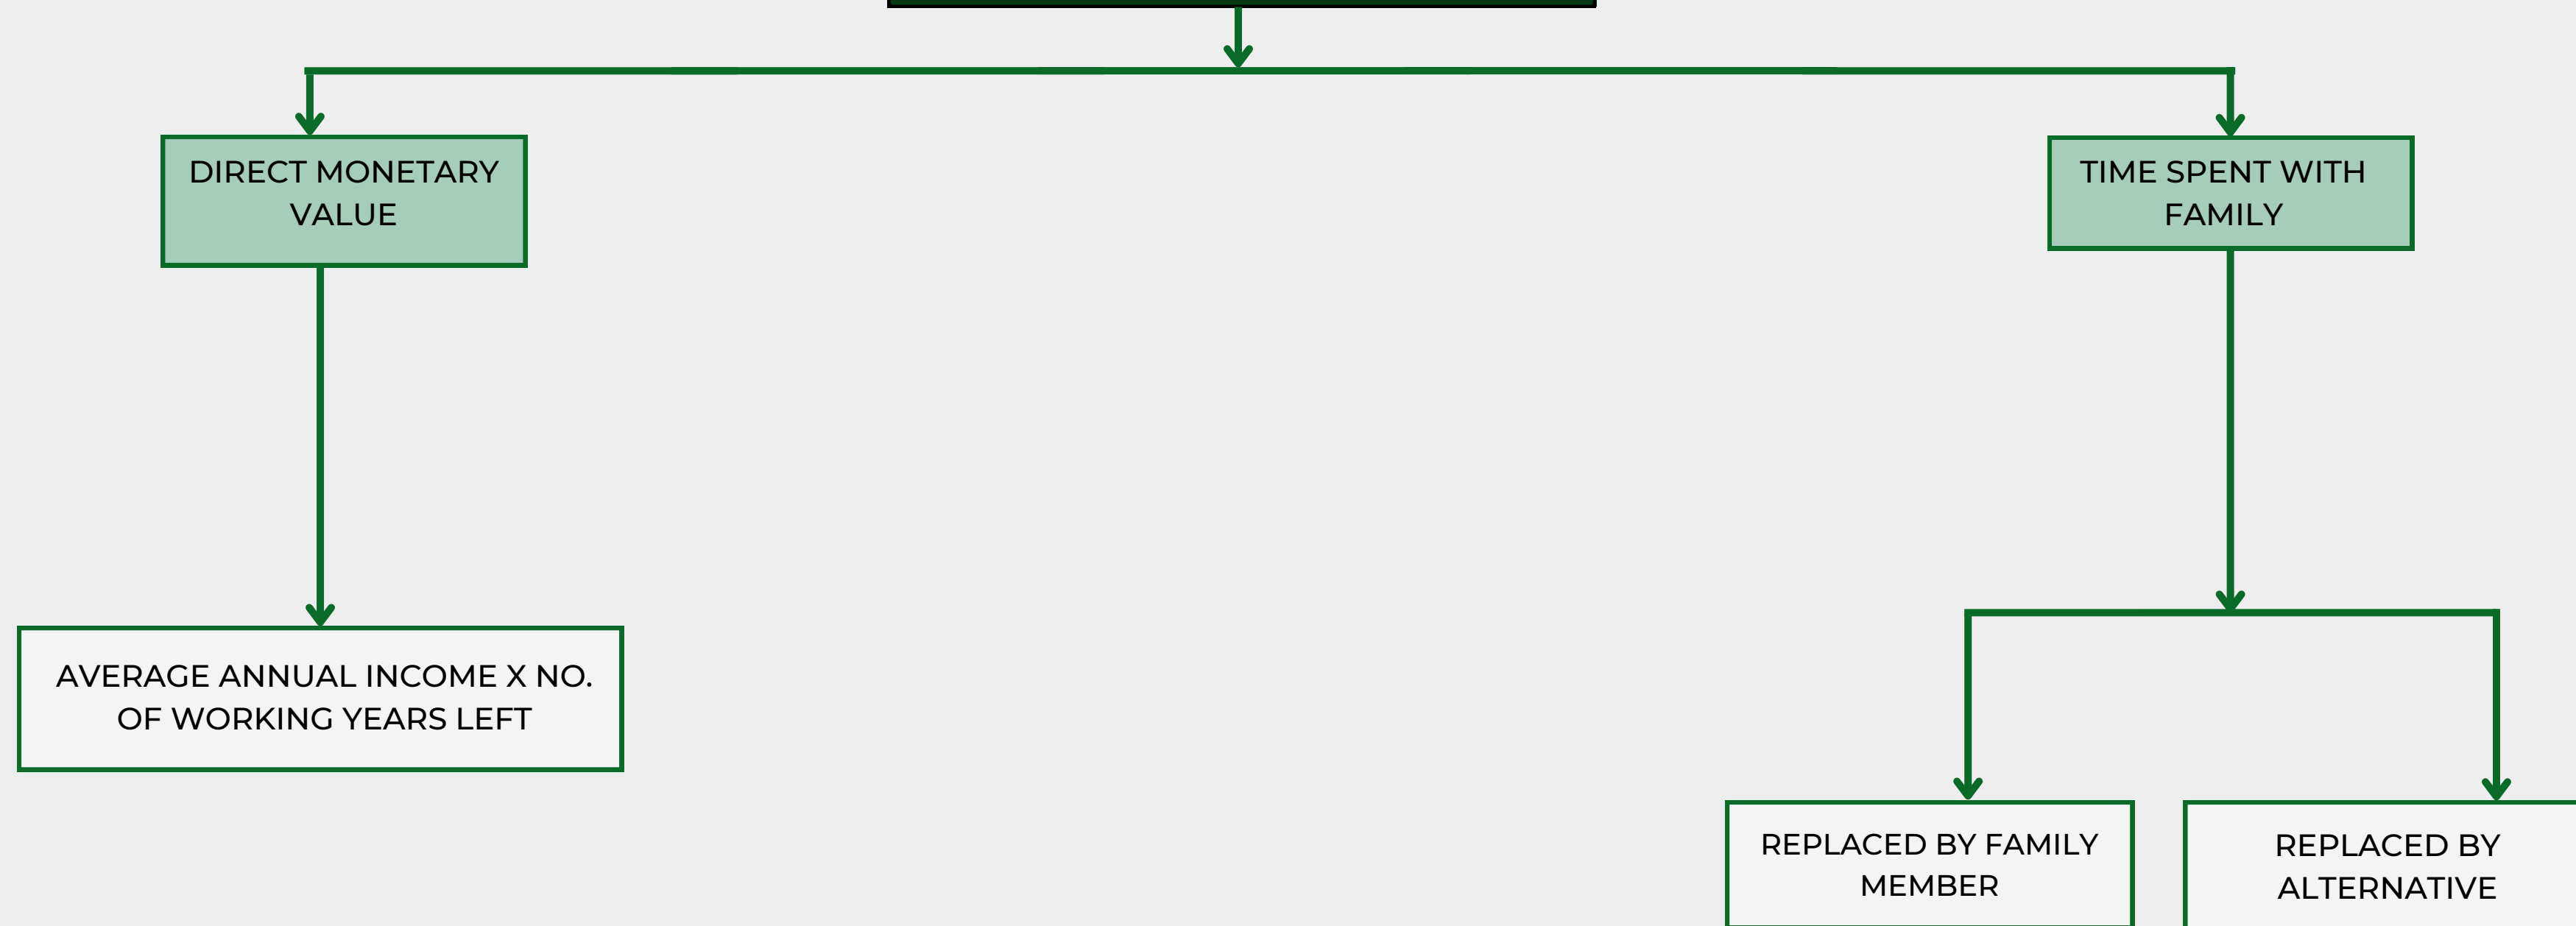 DIRECT MONETARY
VALUE
TIME SPENT WITH
FAMILY
AVERAGE ANNUAL INCOME X NO.
OF WORKING YEARS LEFT
REPLACED BY FAMILY
MEMBER
REPLACED BY
ALTERNATIVE